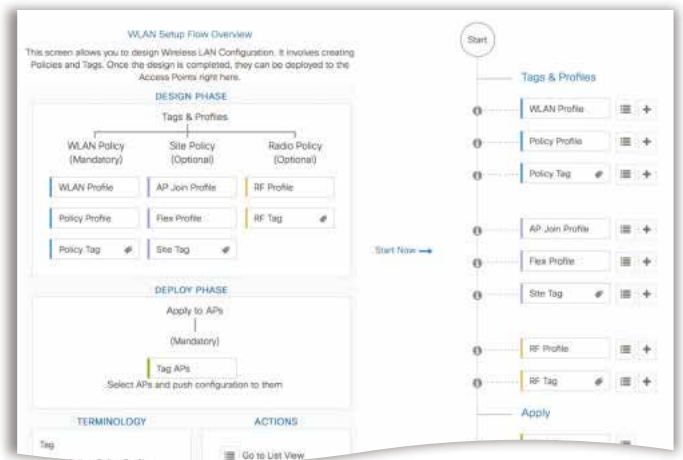 WLAN Setup Flow Overview
This screen allows you to design Wireless LAN Configuration. It involves creating
Policies and Tags. Once the design is completed, they can be deployed to the
Access Points right here.
DESIGN PHASE
Tags & Profiles
WLAN Policy
(Mandatory)
Site Policy
(Optional)
Radio Policy
(Optional)
WLAN Profile
AP Join Profile
RF Profile
Policy Profile
Flex Profile
RF Tag
Policy Tag
Site Tag
DEPLOY PHASE
Apply to APs
(Mandatory)
Tag APs
Select APs and push configuration to them
TERMINOLOGY
ACTIONS
Tag
Go to List View
Start Now
Start
Tags & Profiles
WLAN Profile
Policy Profile
Policy Tag
AP Join Profile
Flex Profile
Site Tag
RF Profile
RF Tag
Apply